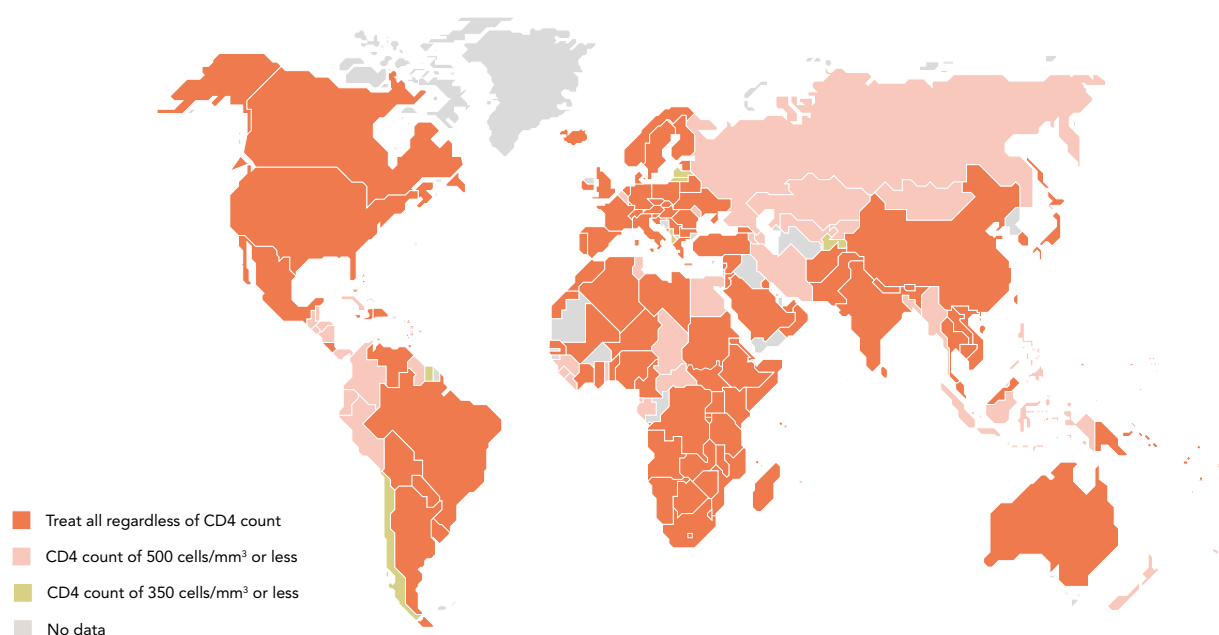 Treat all regardless of CD4 count
CD4 count of 500 cells/mm³ or less
CD4 count of 350 cells/mm³ or less
No data